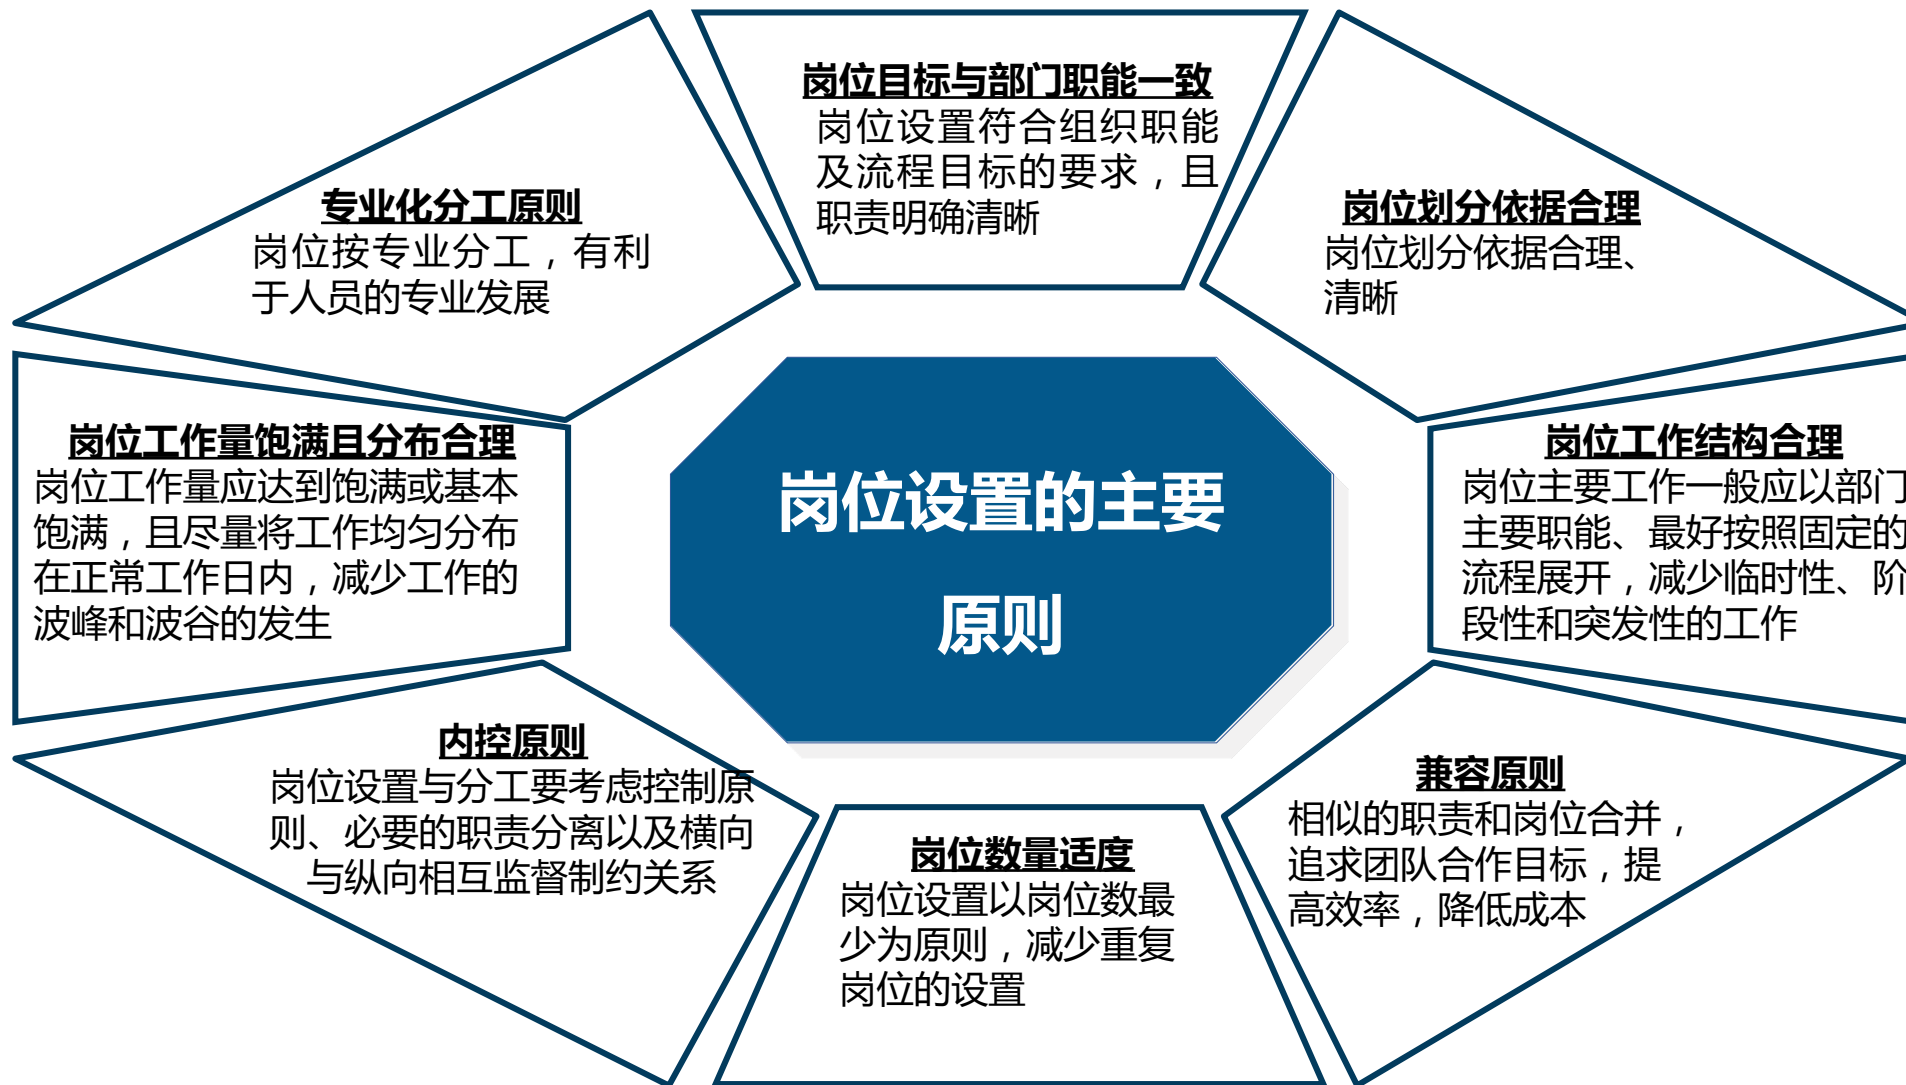 岗位目标与部门职能一致
岗位设置符合组织职能
及流程目标的要求，且
职责明确清晰
专业化分工原则
岗位按专业分工，有利
于人员的专业发展
岗位划分依据合理
岗位划分依据合理、
清晰
岗位工作量饱满且分布合理
岗位工作量应达到饱满或基本
饱满，且尽量将工作均匀分布
在正常工作日内，减少工作的
波峰和波谷的发生
岗位设置的主要
原则
岗位工作结构合理
岗位主要工作一般应以部门
主要职能、最好按照固定的
流程展开，减少临时性、阶
段性和突发性的工作
内控原则
岗位设置与分工要考虑控制原
则、必要的职责分离以及横向
与纵向相互监督制约关系
岗位数量适度
岗位设置以岗位数最
少为原则，减少重复
岗位的设置
兼容原则
相似的职责和岗位合并，
追求团队合作目标，提
高效率，降低成本